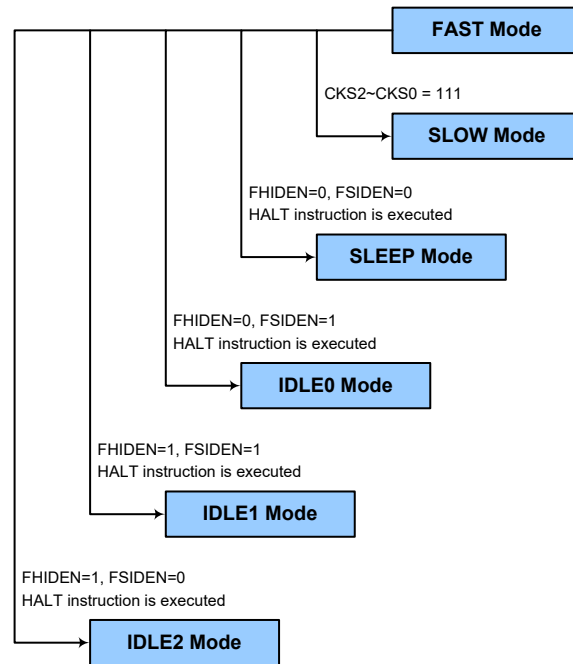 FAST Mode
CKS2~CKS0 = 111
SLOW Mode
FHIDEN=0, FSIDEN=0
HALT instruction is executed
SLEEP Mode
FHIDEN=0, FSIDEN=1
HALT instruction is executed
IDLE0 Mode
FHIDEN=1, FSIDEN=1
HALT instruction is executed
IDLE1 Mode
FHIDEN=1, FSIDEN=0
HALT instruction is executed
IDLE2 Mode